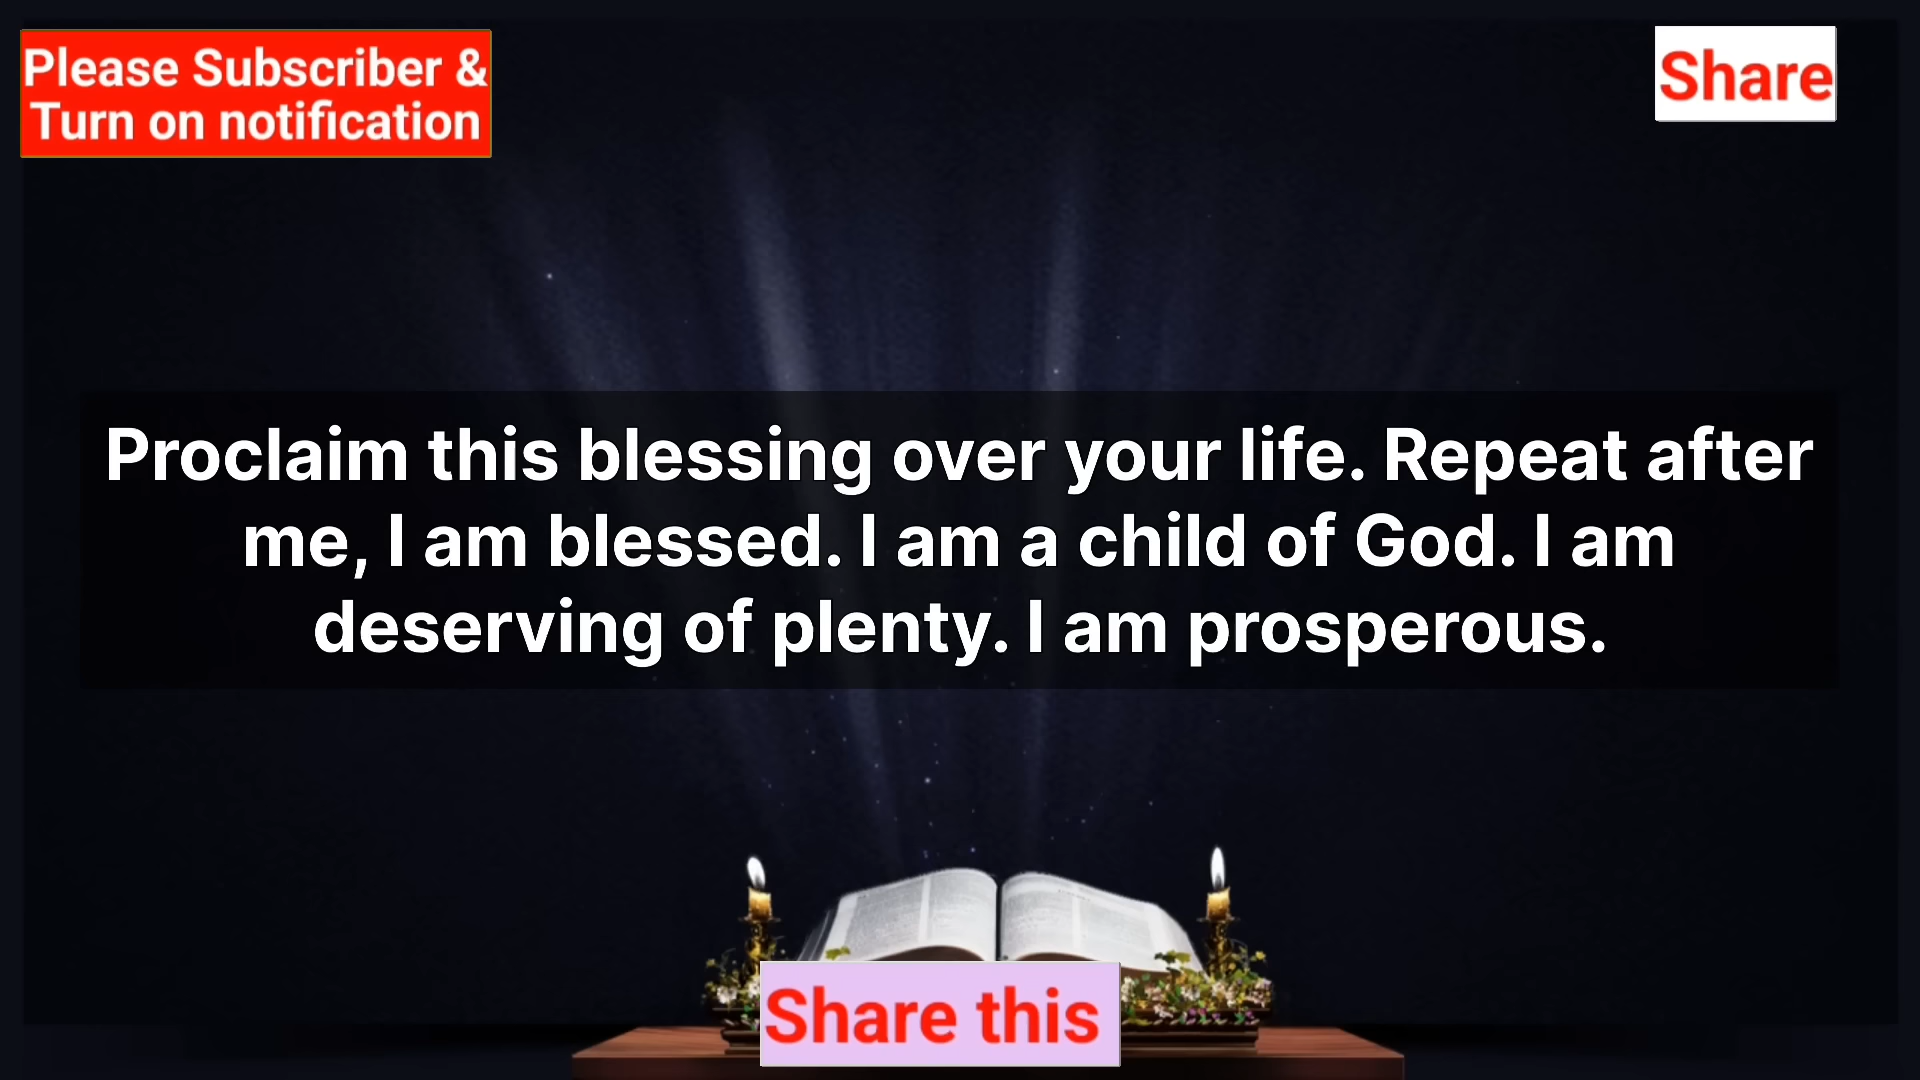 Please Subscriber &
Turn on notification
Share
Proclaim this blessing over your life. Repeat after
me, I am blessed. I am a child of God. I am
deserving of plenty. I am prosperous.
Share this